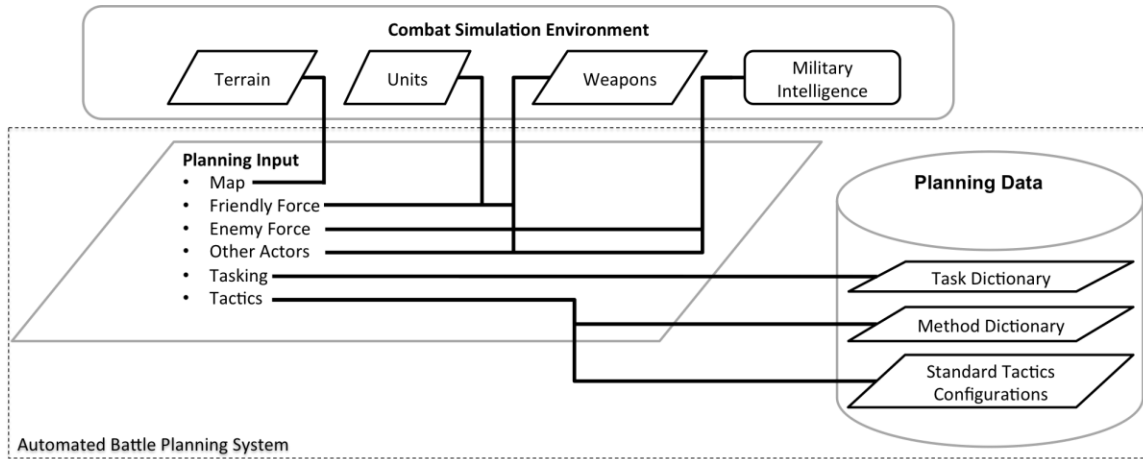 Combat Simulation Environment
Terrain
Units
Weapons
Military
Intelligence
Planning Input
• Map
• Friendly Force
• Enemy Force
• Other Actors
• Tasking
• Tactics
Planning Data
Task Dictionary
Method Dictionary
Standard Tactics
Configurations
Automated Battle Planning System